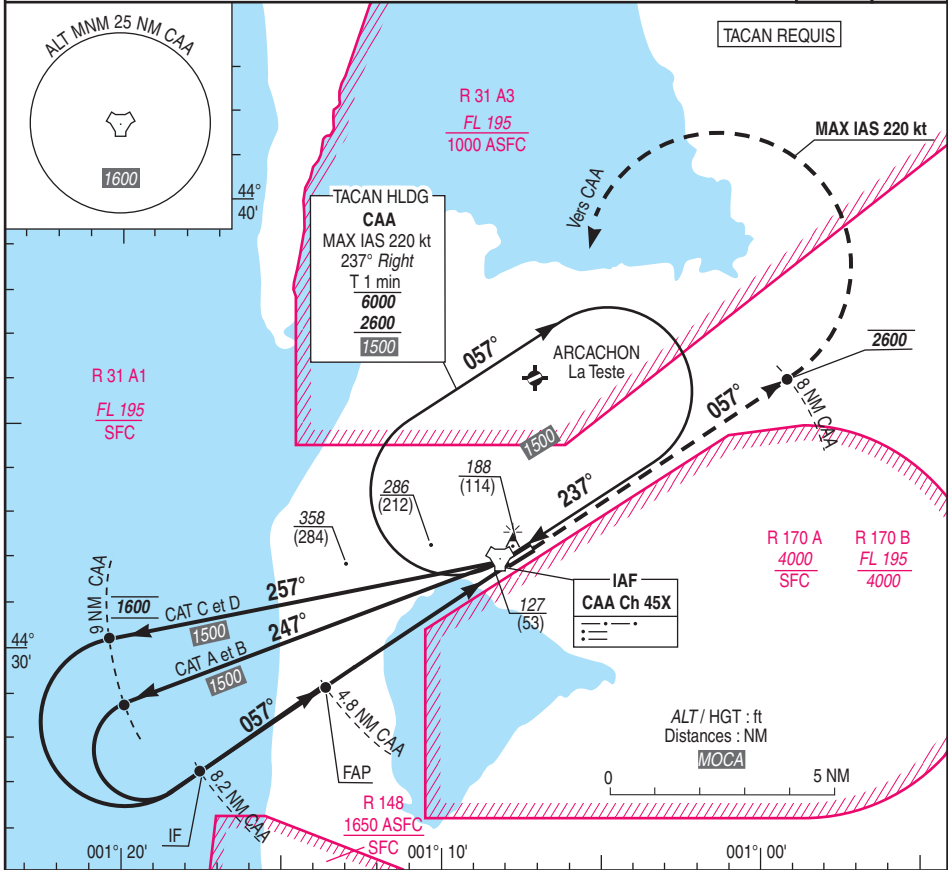 ALT MNM 25 NM CAA
1600
TACAN REQUIS
44°
40'
R 31 A3
FL 195
1000 ASFC
MAX IAS 220 kt
Vers CAA
TACAN HLDG
CAA
MAX IAS 220 kt
237° Right
T 1 min
6000
2600
1500
057°
ARCACHON
La Teste
2600
8 NM CAA
057°
R 31 A1
FL 195
SFC
1500
237°
188
(114)
286
(212)
358
(284)
R 170 A
4000
SFC
R 170 B
FL 195
4000
IAF
CAA Ch 45X
127
(53)
9 NM CAA
1600
257°
CAT C et D
1500
247°
CAT A et B
1500
44°
30'
057°
4.8 NM CAA
FAP
8.2 NM CAA
IF
ALT / HGT : ft
Distances : NM
MOCA
0
5 NM
R 148
1650 ASFC
SFC
001° 20'
001° 10'
001° 00'